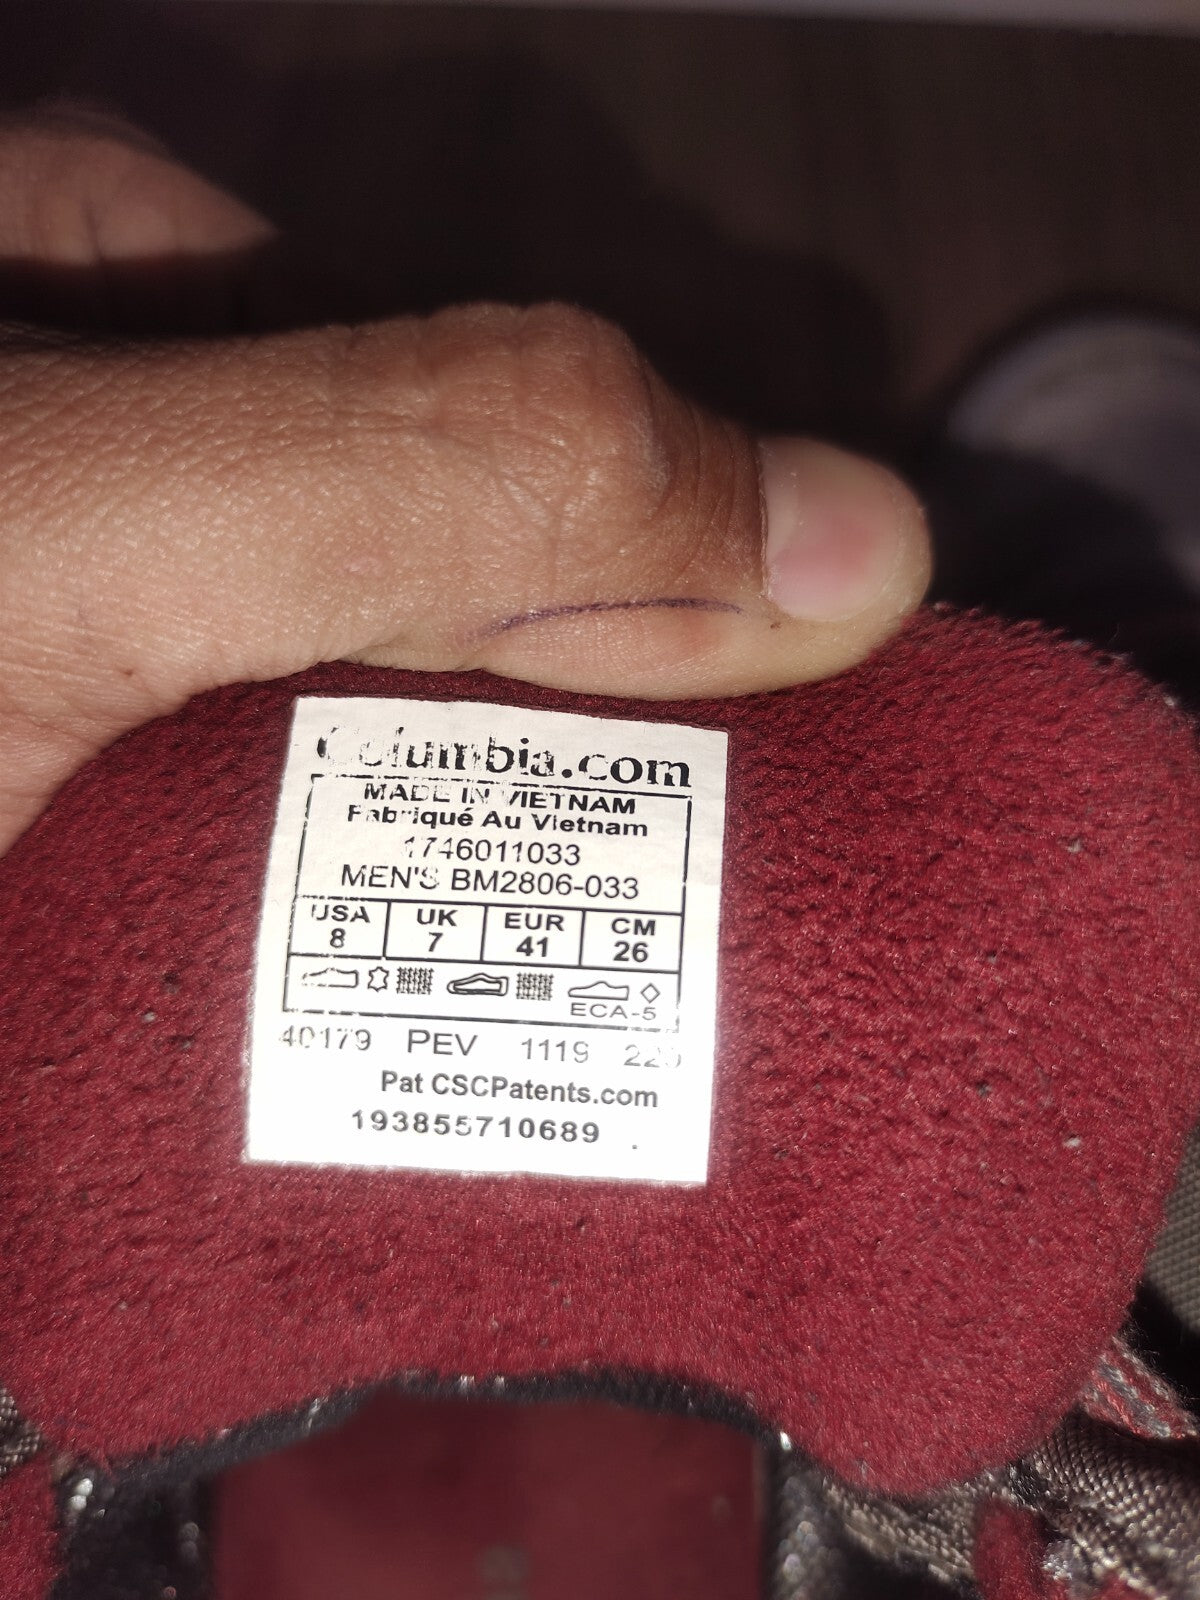 Columbia.com
MADE IN VIETNAM
Fabriqué Au Vietnam
1746011033
MEN'S BM2806-033
USA UK EUR CM
8 7 41 26
ECA-5
40179 PEV 1119
Pat CSCPatents.com
193855710689